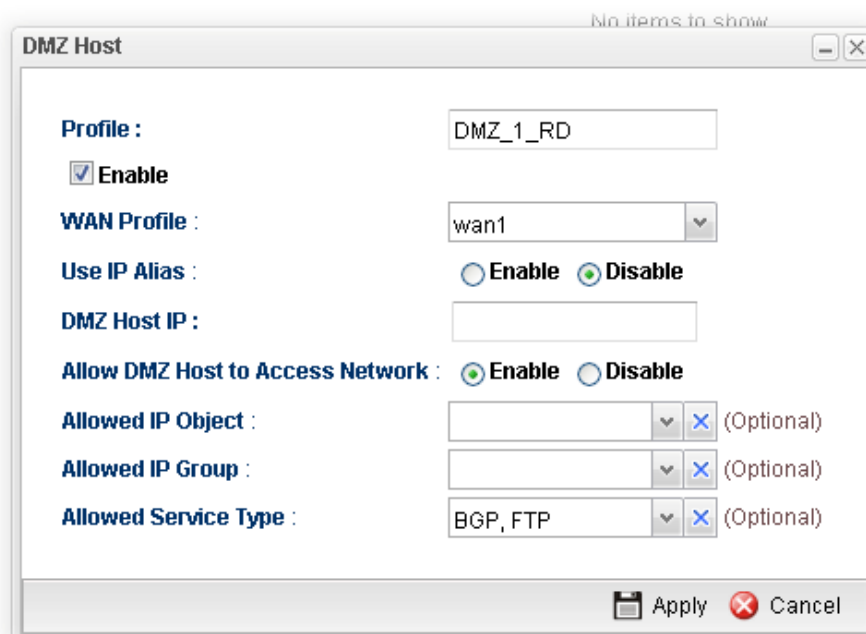 No items to show
DMZ Host
Profile : DMZ_1_RD
Enable
WAN Profile : wan1
Use IP Alias : Enable Disable
DMZ Host IP :
Allow DMZ Host to Access Network : Enable Disable
Allowed IP Object : (Optional)
Allowed IP Group : (Optional)
Allowed Service Type : BGP, FTP (Optional)
Apply Cancel